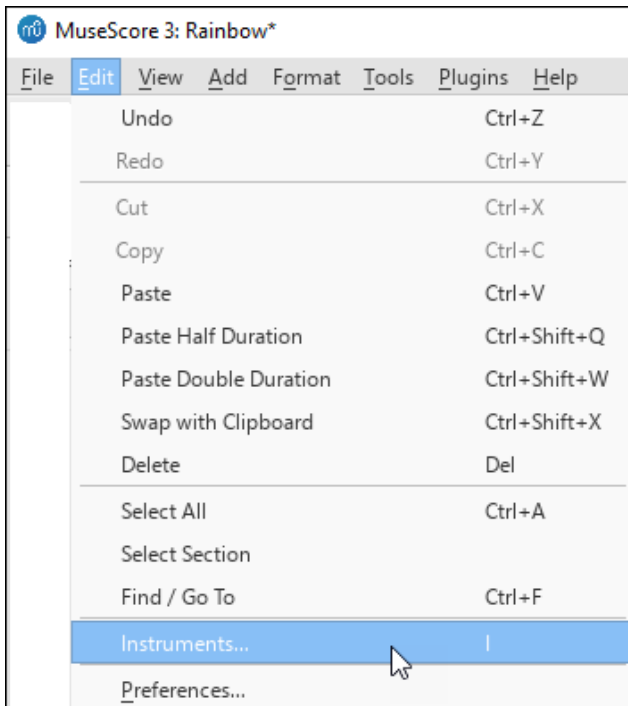 MuseScore 3: Rainbow*
File Edit View Add Format Tools Plugins Help
Undo Ctrl+Z
Redo Ctrl+Y
Cut Ctrl+X
Copy Ctrl+C
Paste Ctrl+V
Paste Half Duration Ctrl+Shift+Q
Paste Double Duration Ctrl+Shift+W
Swap with Clipboard Ctrl+Shift+X
Delete Del
Select All Ctrl+A
Select Section
Find / Go To Ctrl+F
Instruments... I
Preferences...